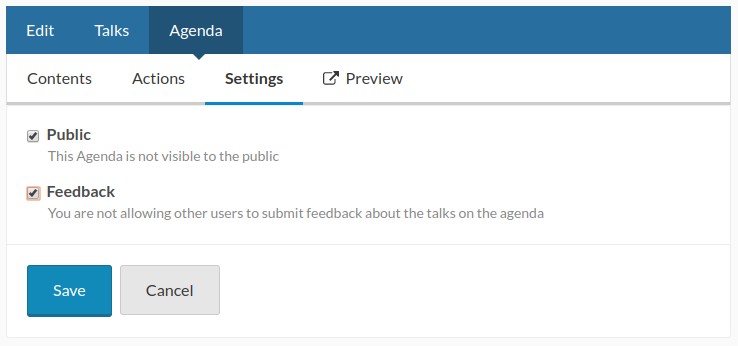 Edit Talks Agenda
Contents Actions Settings Preview
Public
This Agenda is not visible to the public
Feedback
You are not allowing other users to submit feedback about the talks on the agenda
Save Cancel